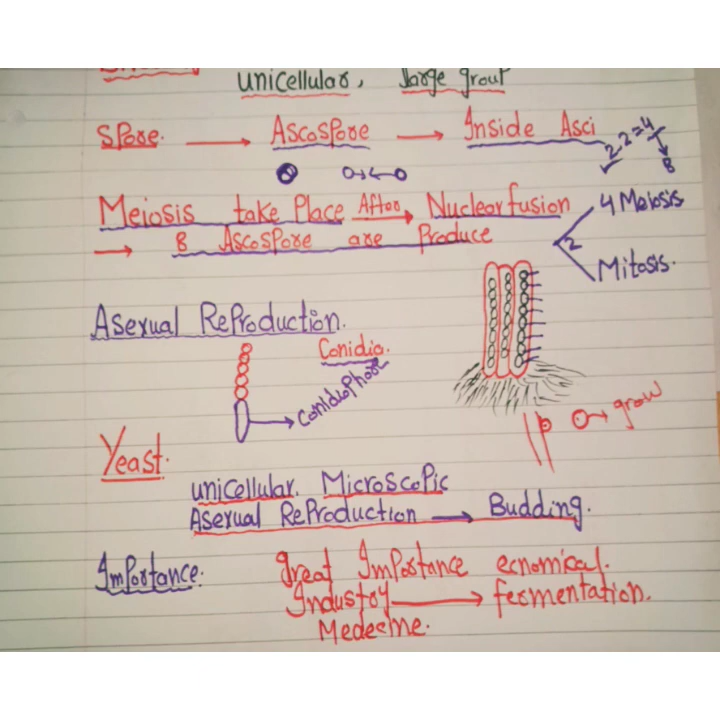 unicellular, large group
Spore. → Ascospore → Inside Asci
2 2=4
8
Meiosis take Place After → Nuclear fusion
→ 8 Ascospore are Produce
2
4 Meiosis
Mitosis.
Asexual Reproduction.
Conidia.
Conidiophore
grow
Yeast.
unicellular. Microscopic
Asexual Reproduction → Budding.
Importance.
Great Importance ecnomical.
Industry → fermentation.
Medecine.